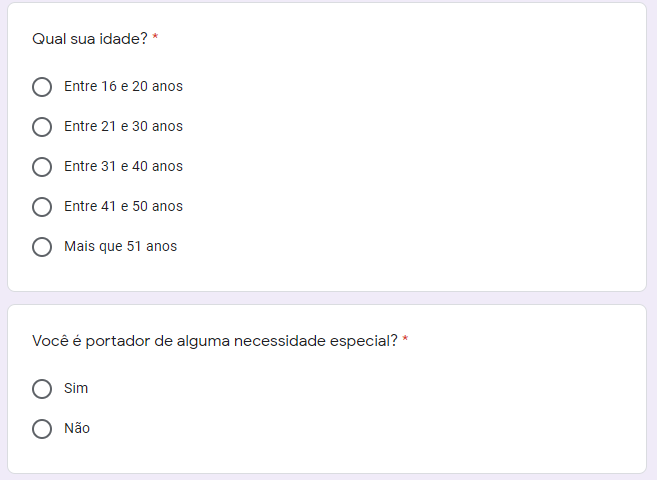 Qual sua idade? *
Entre 16 e 20 anos
Entre 21 e 30 anos
Entre 31 e 40 anos
Entre 41 e 50 anos
Mais que 51 anos
Você é portador de alguma necessidade especial? *
Sim
Não